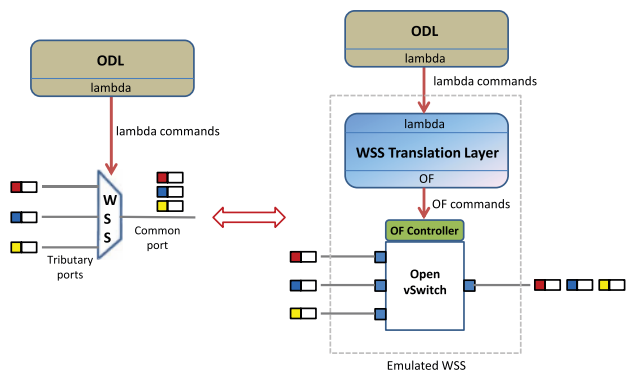 ODL
lambda
lambda commands
W
S
S
Tributary
ports
Common
port
ODL
lambda
lambda commands
lambda
WSS Translation Layer
OF
OF commands
OF Controller
Open
vSwitch
Emulated WSS